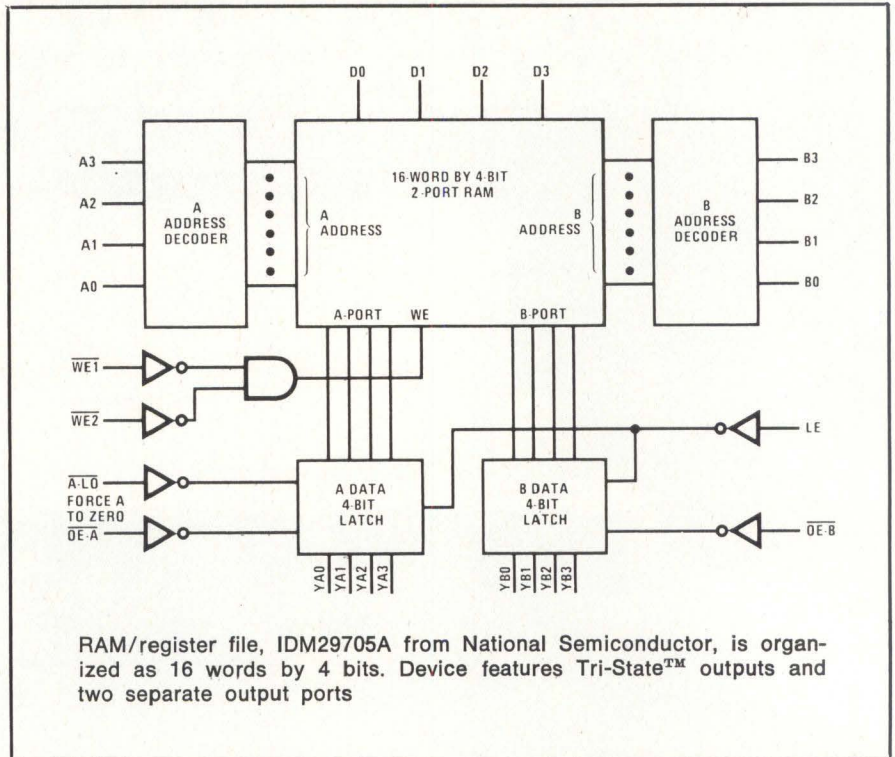 D0 D1 D2 D3
A3
A2
A1
A0
A
ADDRESS
DECODER
A
ADDRESS
16-WORD BY 4-BIT
2-PORT RAM
B
ADDRESS
B
ADDRESS
DECODER
B3
B2
B1
B0
A-PORT WE B-PORT
WE1
WE2
A-LO
FORCE A
TO ZERO
OE-A
A DATA
4-BIT
LATCH
B DATA
4-BIT
LATCH
LE
OE-B
YA0
YA1
YA2
YA3
YB0
YB1
YB2
YB3
RAM/register file, IDM29705A from National Semiconductor, is organ-
ized as 16 words by 4 bits. Device features Tri-State™ outputs and
two separate output ports